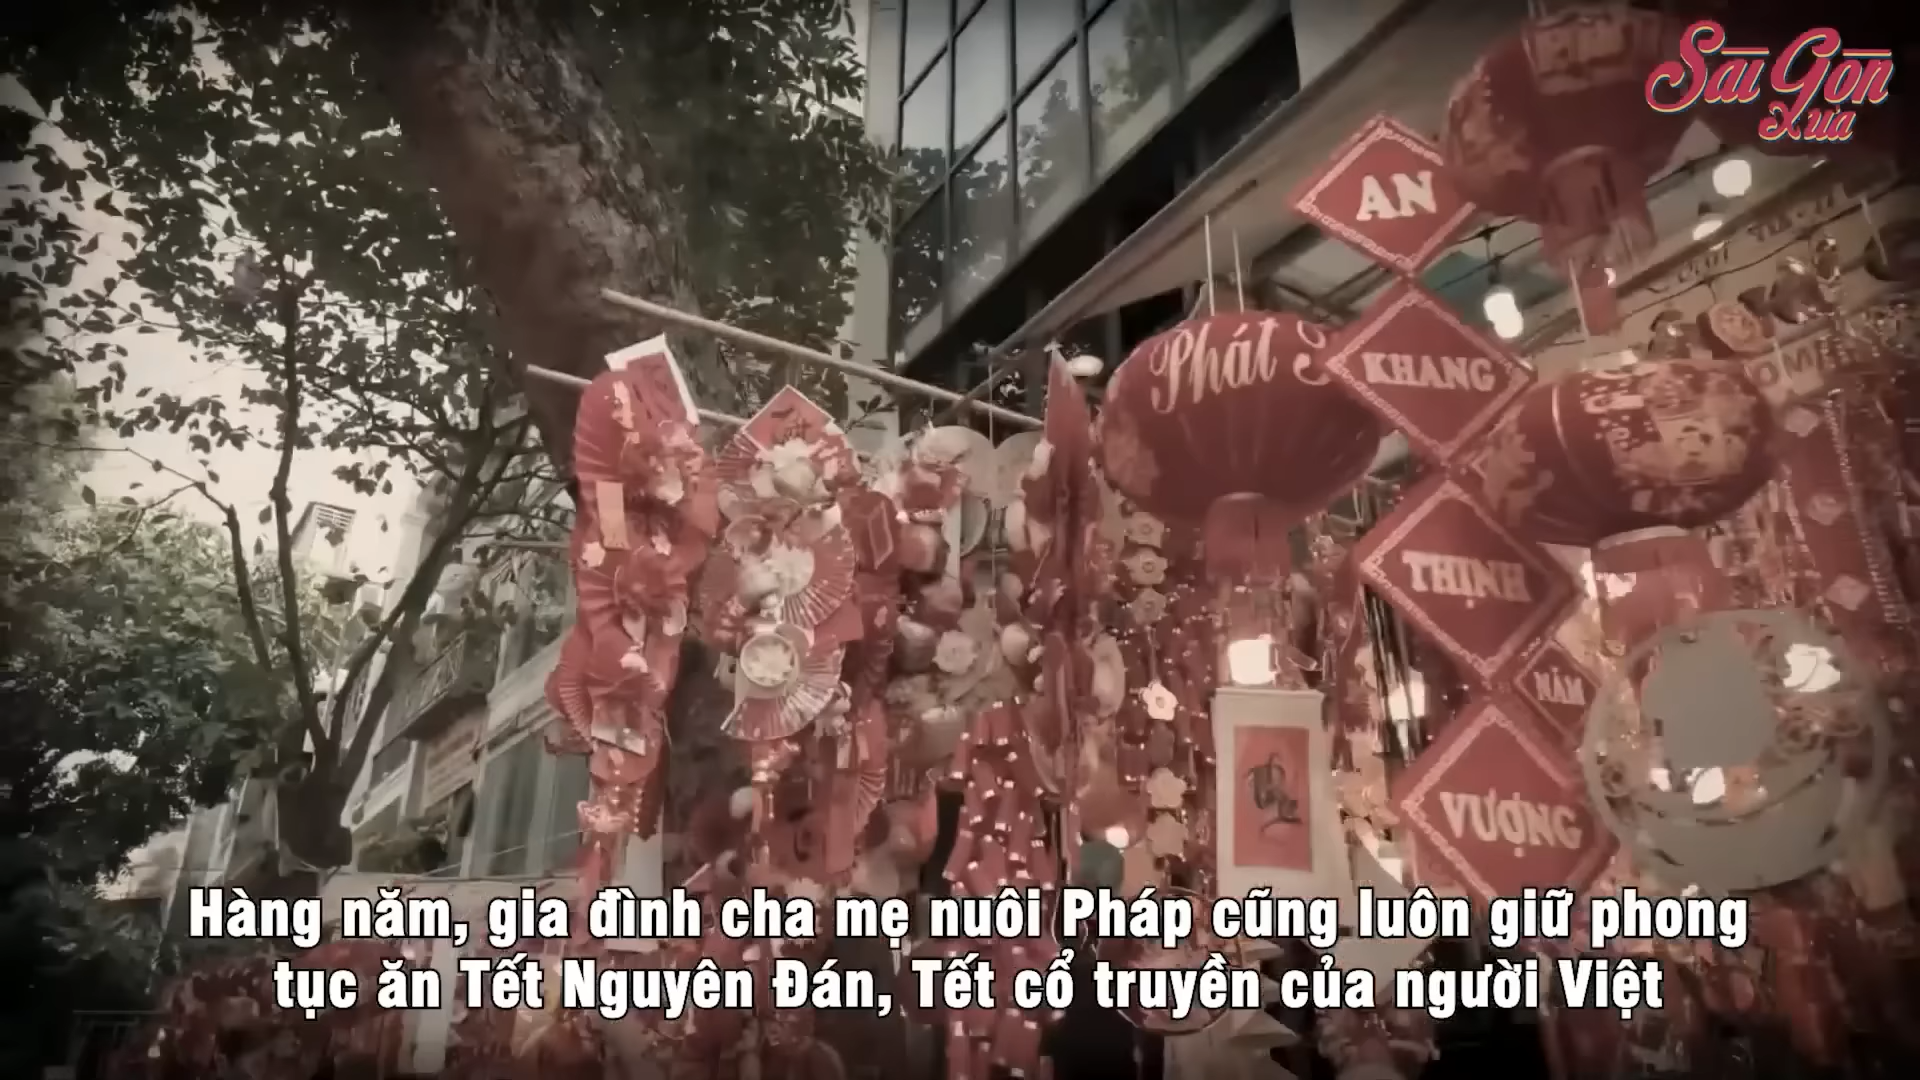 Sài Gòn
Xưa
AN
KHANG
THỊNH
VƯỢNG
NĂM
Phát
Hàng năm, gia đình cha mẹ nuôi Pháp cũng luôn giữ phong
tục ăn Tết Nguyên Đán, Tết cổ truyền của người Việt